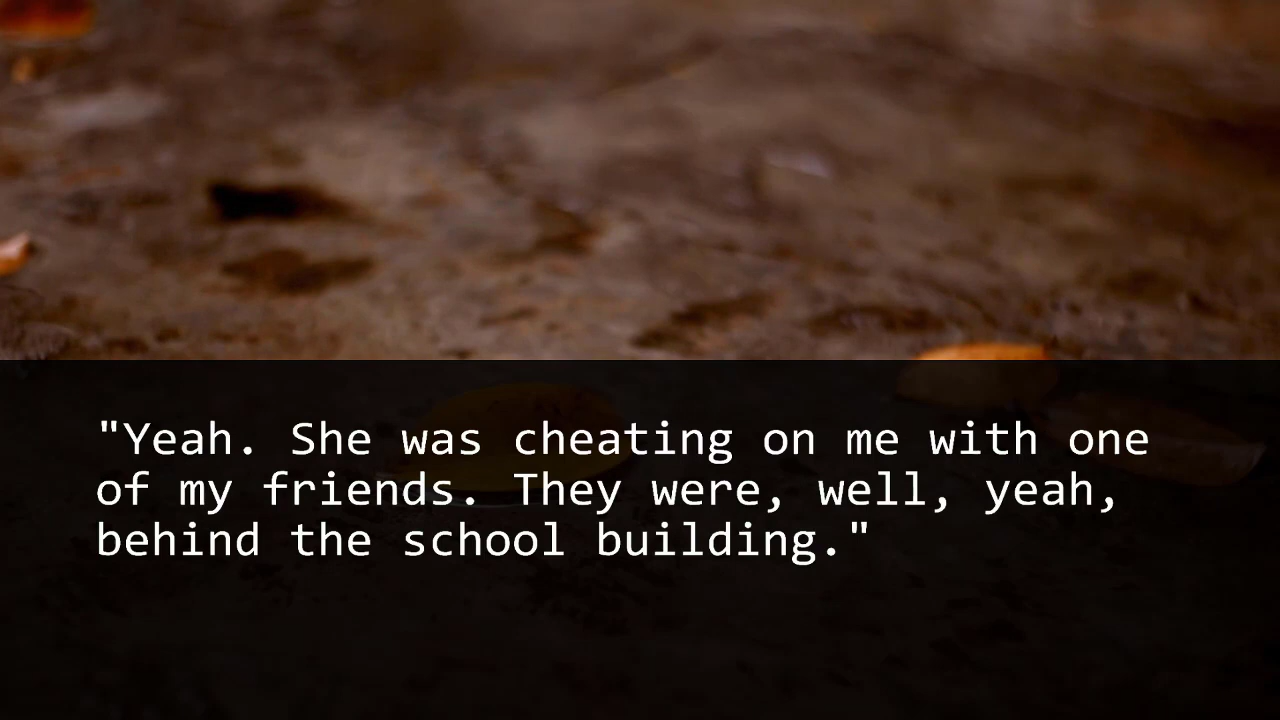 "Yeah. She was cheating on me with one
of my friends. They were, well, yeah,
behind the school building."